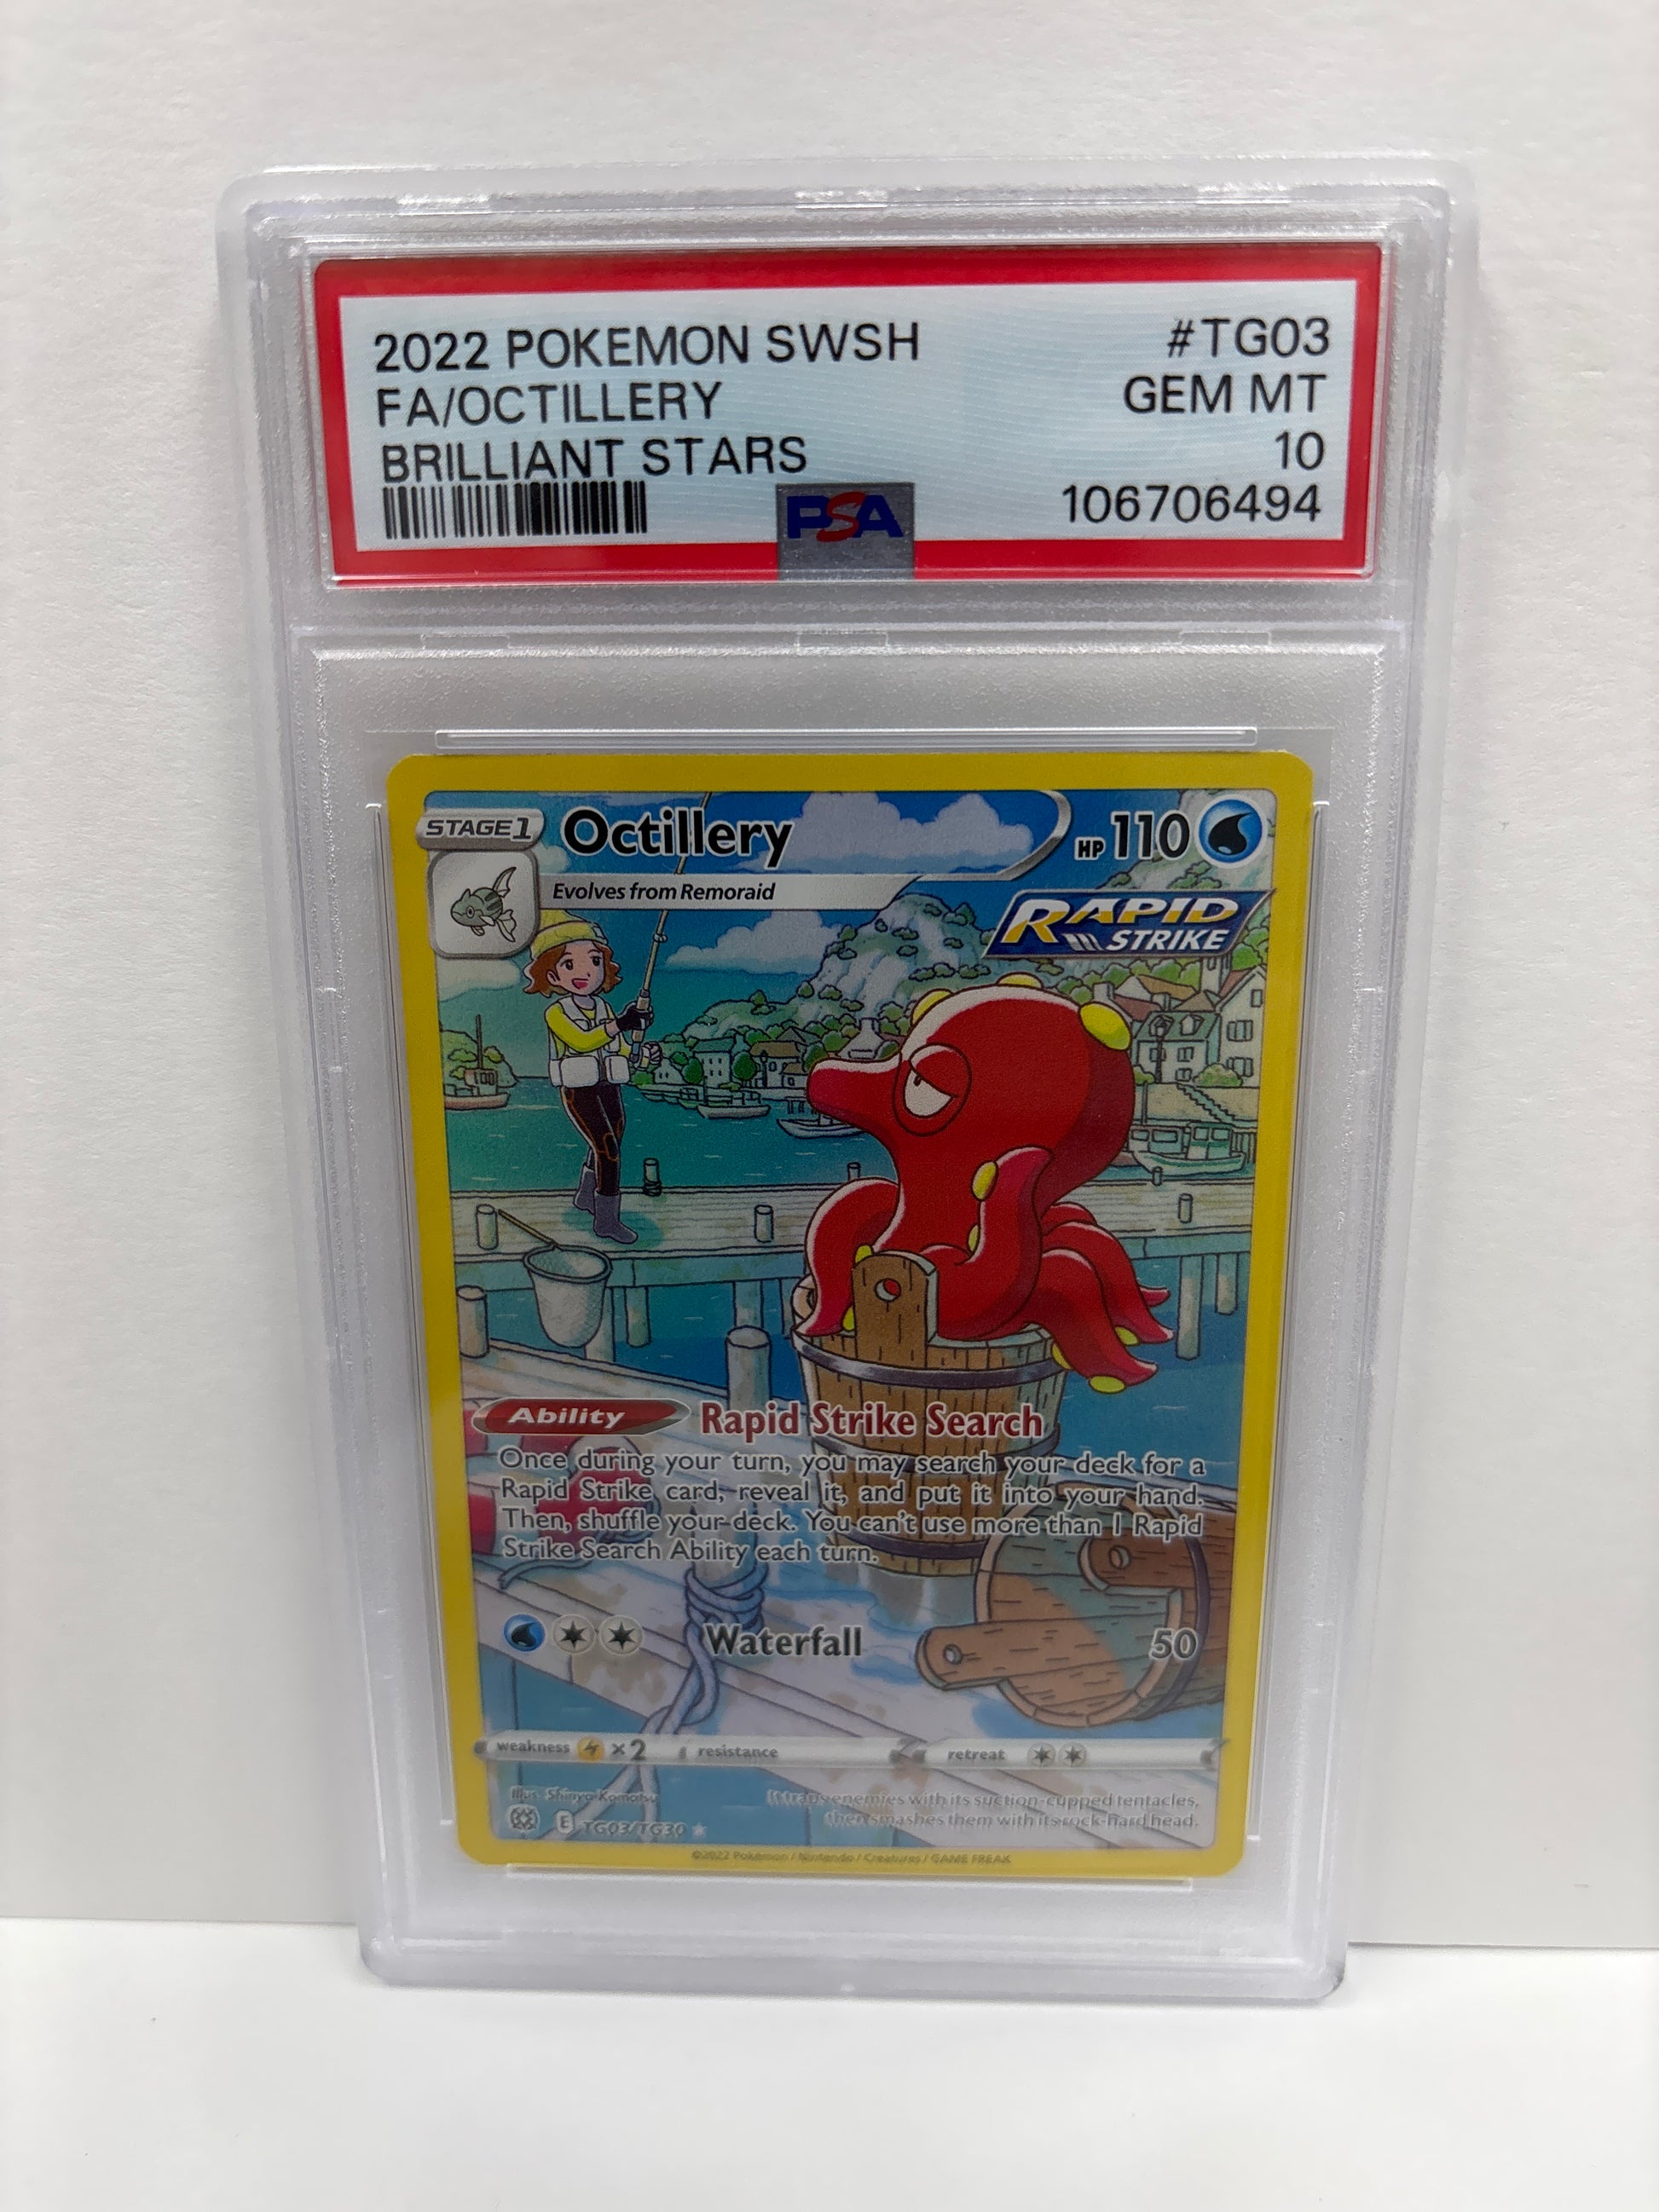 2022 POKEMON SWSH #TG03
FA/OCTILLERY GEM MT
BRILLIANT STARS 10
PSA 106706494
STAGE1 Octillery HP 110
Evolves from Remoraid
RAPID
STRIKE
Ability Rapid Strike Search
Once during your turn, you may search your deck for a
Rapid Strike card, reveal it, and put it into your hand.
Then, shuffle your deck. You can't use more than 1 Rapid
Strike Search Ability each turn.
Waterfall 50
weakness ×2 resistance retreat
Illus. Shinya Komatsu It traps enemies with its suction-cupped tentacles,
then smashes them with its rock-hard head.
E TG03/TG30 ★
©2022 Pokémon / Nintendo / Creatures / GAME FREAK